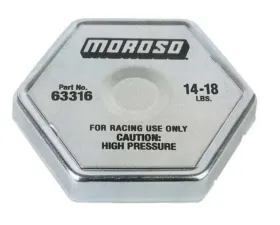 MOROSO
Part No.
63316
14-18
LBS.
FOR RACING USE ONLY
CAUTION:
HIGH PRESSURE